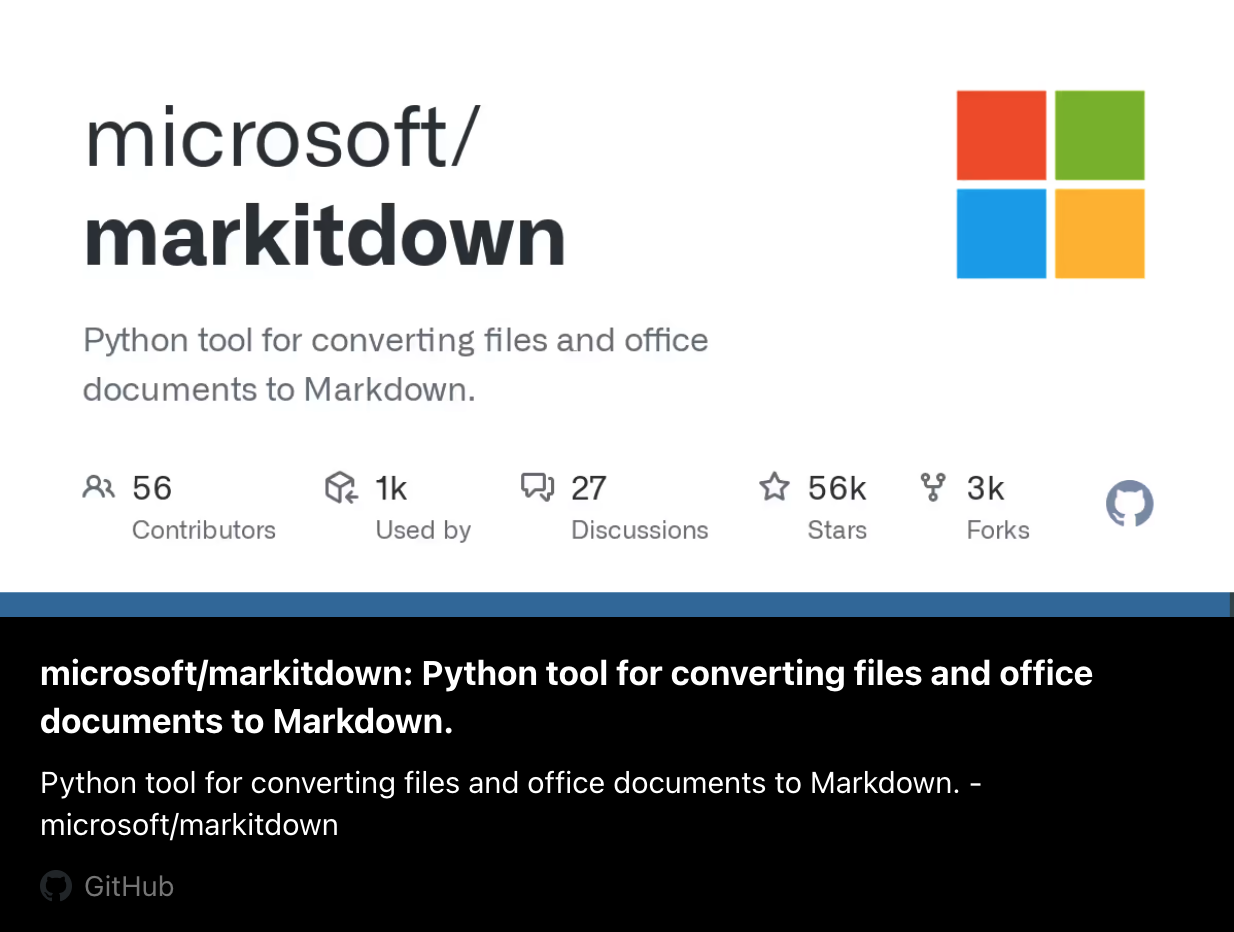 microsoft/
markitdown
Python tool for converting files and office
documents to Markdown.
56 1k 27 56k 3k
Contributors Used by Discussions Stars Forks
microsoft/markitdown: Python tool for converting files and office
documents to Markdown.
Python tool for converting files and office documents to Markdown. -
microsoft/markitdown
GitHub